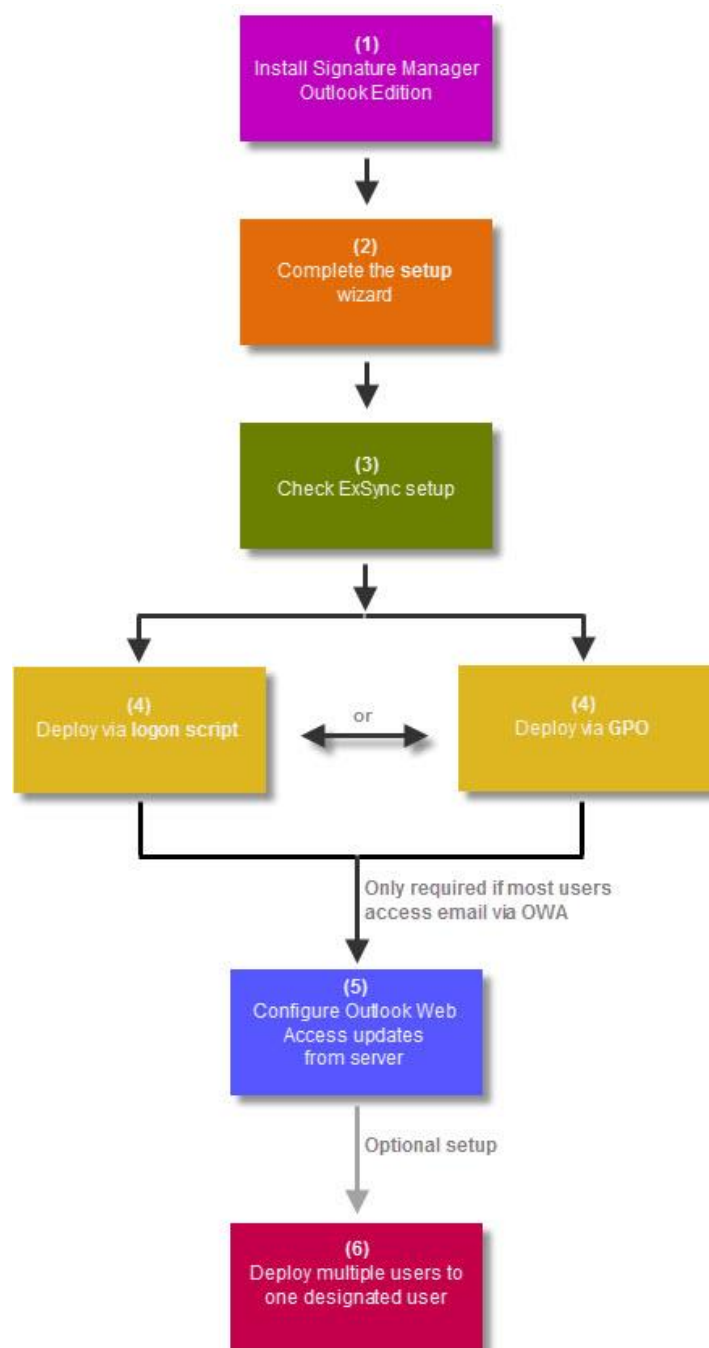 (1)
Install Signature Manager
Outlook Edition
(2)
Complete the setup
wizard
(3)
Check ExSync setup
(4)
Deploy via logon script
or
(4)
Deploy via GPO
Only required if most users
access email via OWA
(5)
Configure Outlook Web
Access updates
from server
Optional setup
(6)
Deploy multiple users to
one designated user